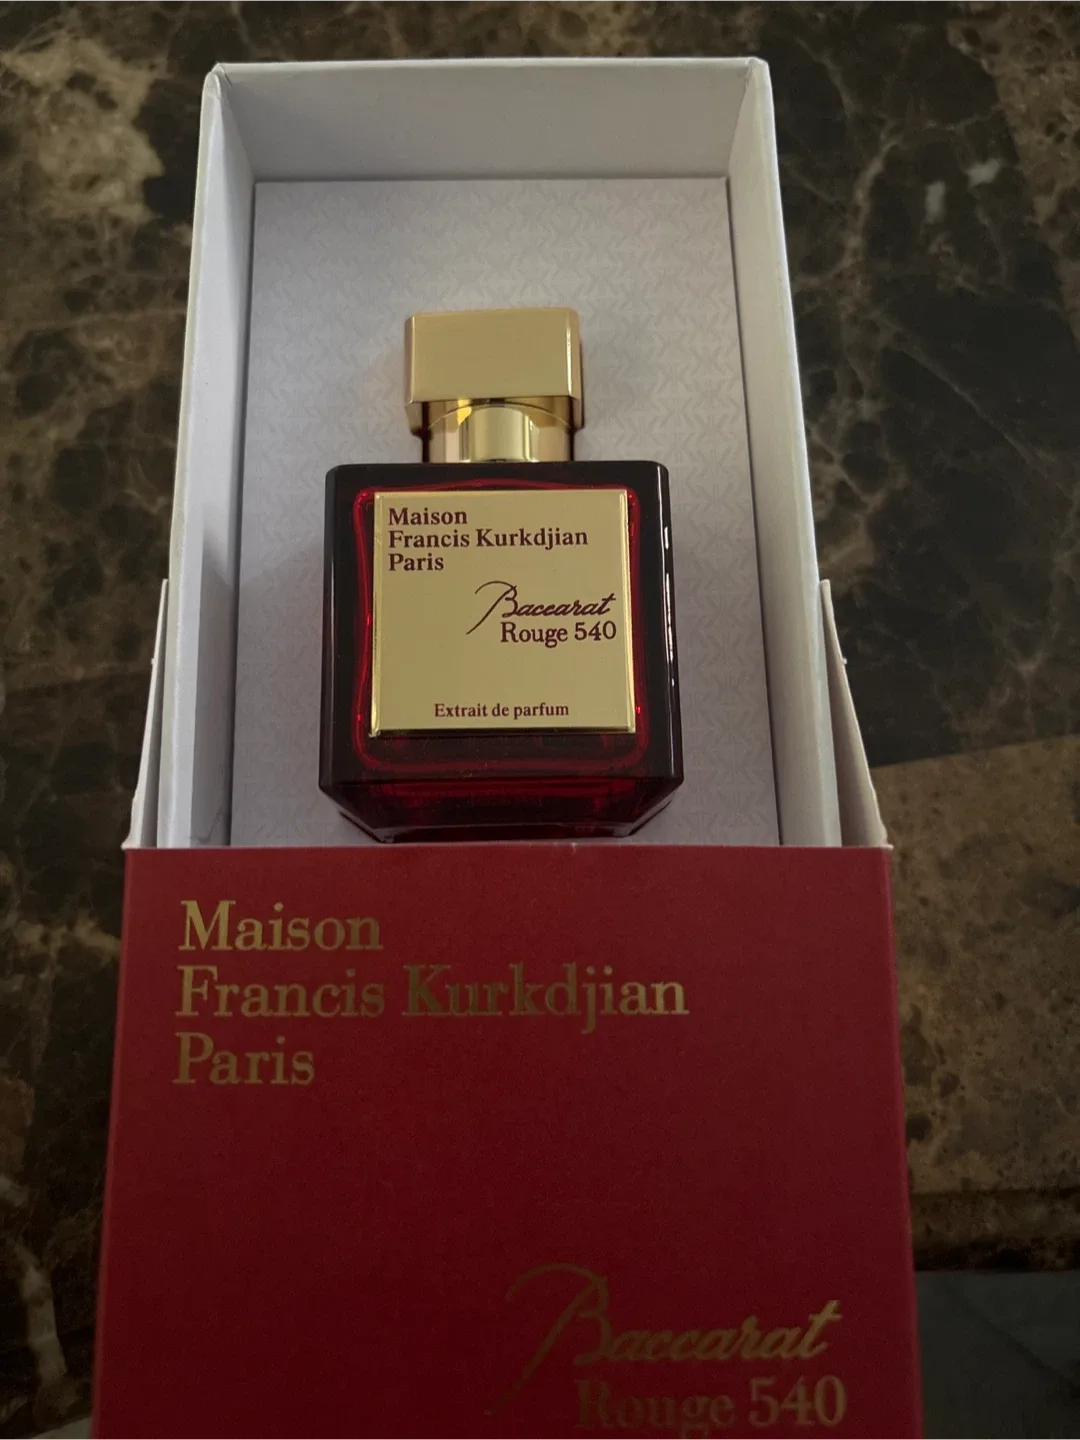 Maison
Francis Kurkdjian
Paris
Baccarat
Rouge 540
Extrait de parfum
Maison
Francis Kurkdjian
Paris
Baccarat
Rouge 540